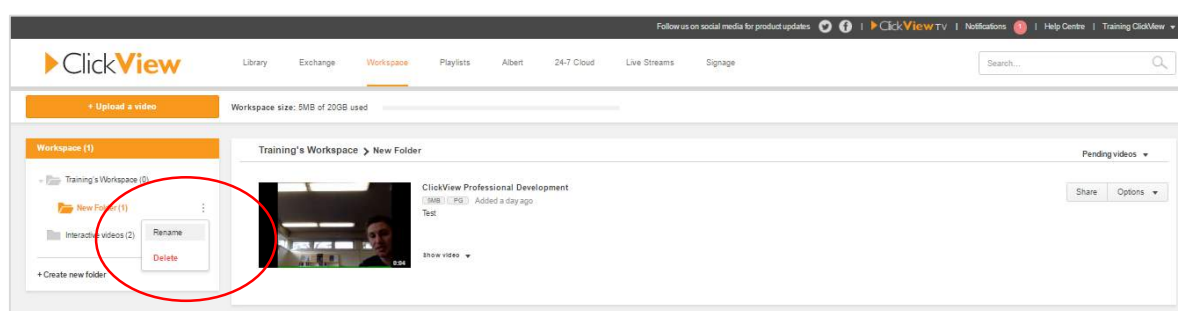 Follow us on social media for product updates | ClickView TV | Notifications 1 | Help Centre | Training ClickView
ClickView Library Exchange Workspace Playlists Albert 24-7 Cloud Live Streams Signage Search...
+ Upload a video Workspace size: 5MB of 20GB used
Workspace (1)
Training's Workspace (0)
New Folder (1)
Interactive videos (2)
Rename
Delete
+ Create new folder
Training's Workspace > New Folder Pending videos
ClickView Professional Development
5MB PG Added a day ago
Test
Show video
0:04
Share Options